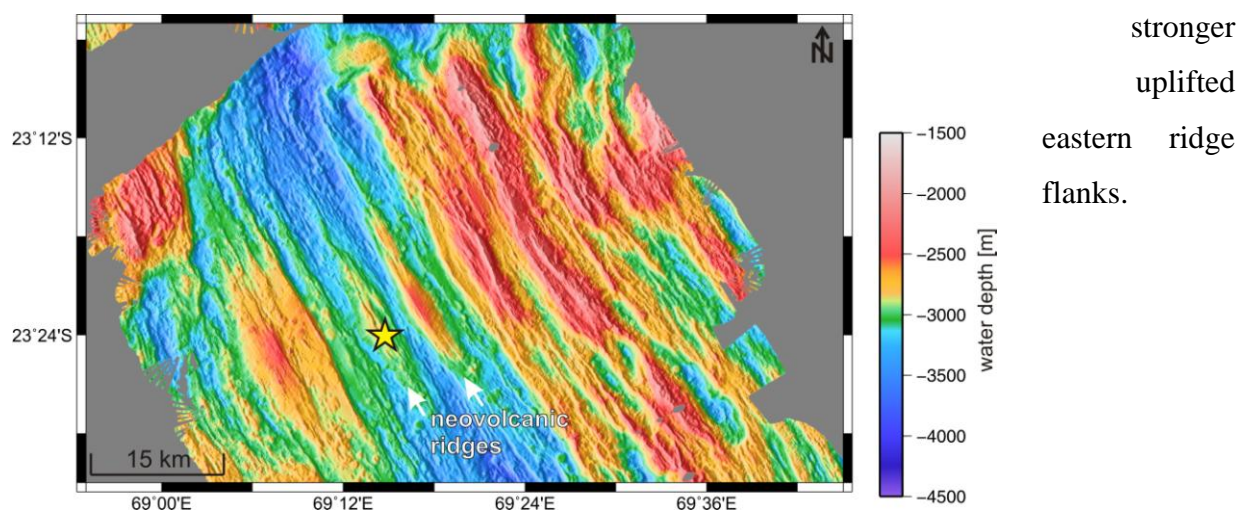 stronger
uplifted
eastern ridge
flanks.
N
23°12'S
23°24'S
69°00'E
69°12'E
69°24'E
69°36'E
15 km
neovolcanic
ridges
-1500
-2000
-2500
-3000
-3500
-4000
-4500
water depth [m]